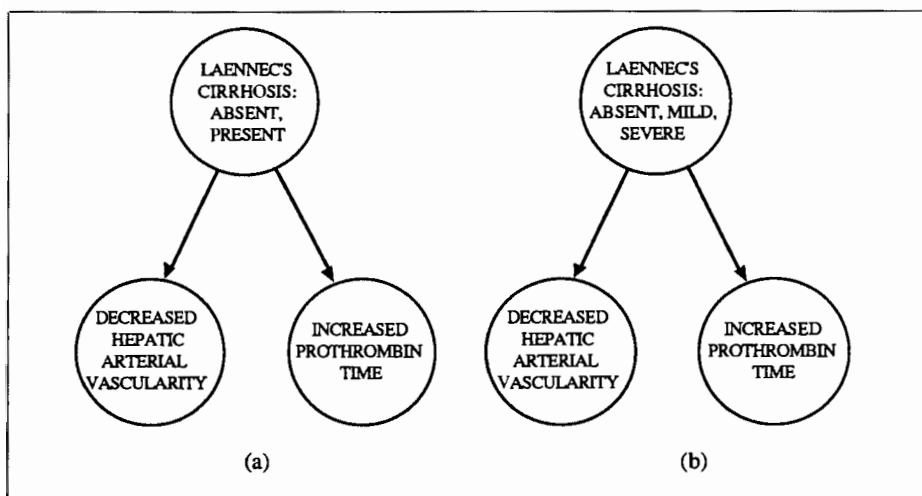 LAENNEC'S
CIRRHOSIS:
ABSENT,
PRESENT
DECREASED
HEPATIC
ARTERIAL
VASCULARITY
INCREASED
PROTHROMBIN
TIME
(a)
LAENNEC'S
CIRRHOSIS:
ABSENT, MILD,
SEVERE
DECREASED
HEPATIC
ARTERIAL
VASCULARITY
INCREASED
PROTHROMBIN
TIME
(b)